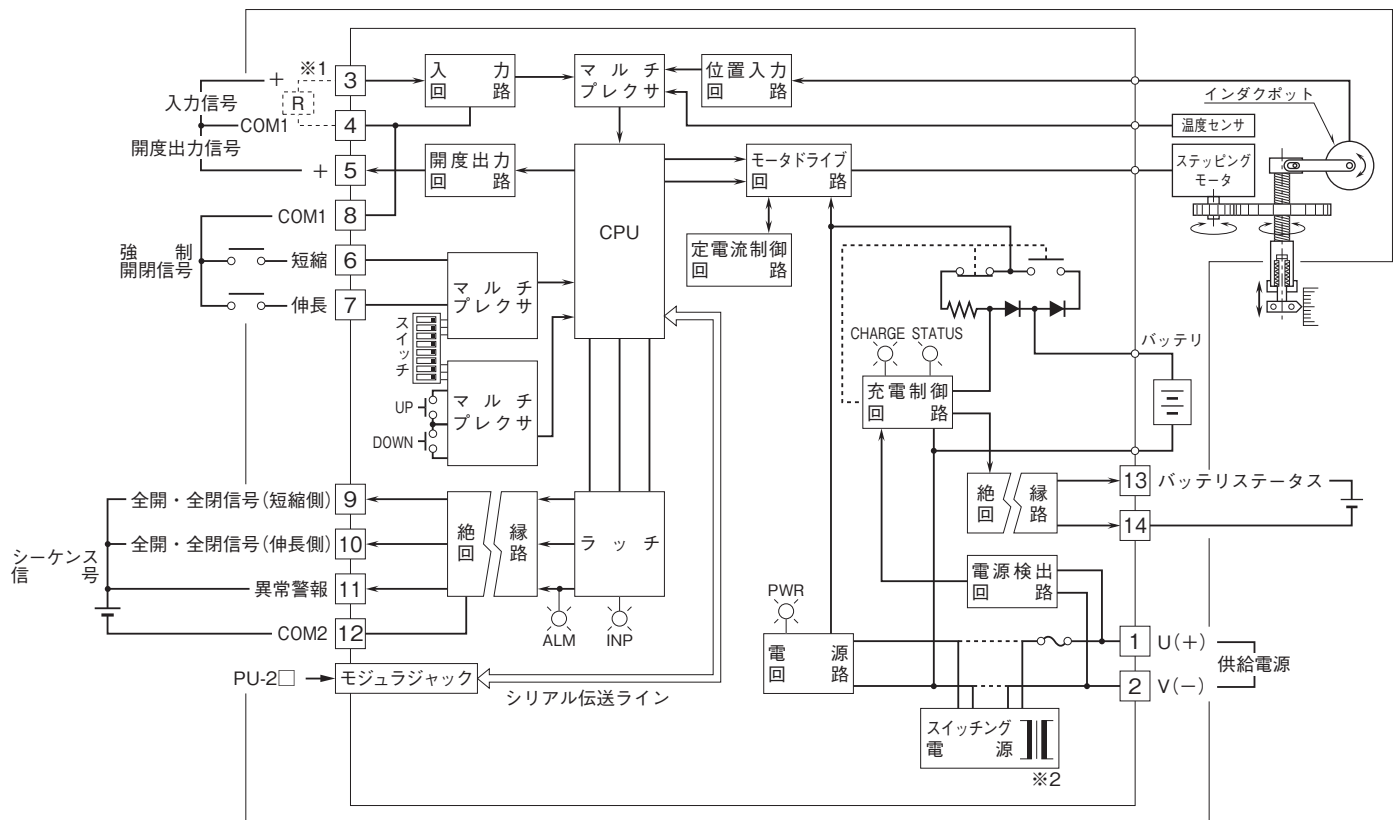 ※1
+
3
入力信号
R
COM1
4
開度出力信号
+
5
COM1
8
強制
開閉信号
短縮
6
伸長
7
入力
回路
マルチ
プレクサ
位置入力
回路
インダクポット
温度センサ
開度出力
回路
CPU
モータドライブ
回路
ステッピング
モータ
定電流制御
回路
マルチ
プレクサ
スイッチ
マルチ
プレクサ
UP
DOWN
CHARGE STATUS
充電制御
回路
バッテリ
シーケンス
信号
全開・全閉信号(短縮側)
9
全開・全閉信号(伸長側)
10
異常警報
11
COM2
12
絶縁
回路
ラッチ
ALM
INP
絶縁
回路
13
バッテリステータス
14
電源検出
回路
PWR
電源
回路
1
U(+)
供給電源
2
V(−)
スイッチング
電源
※2
PU-2□
モジュラジャック
シリアル伝送ライン